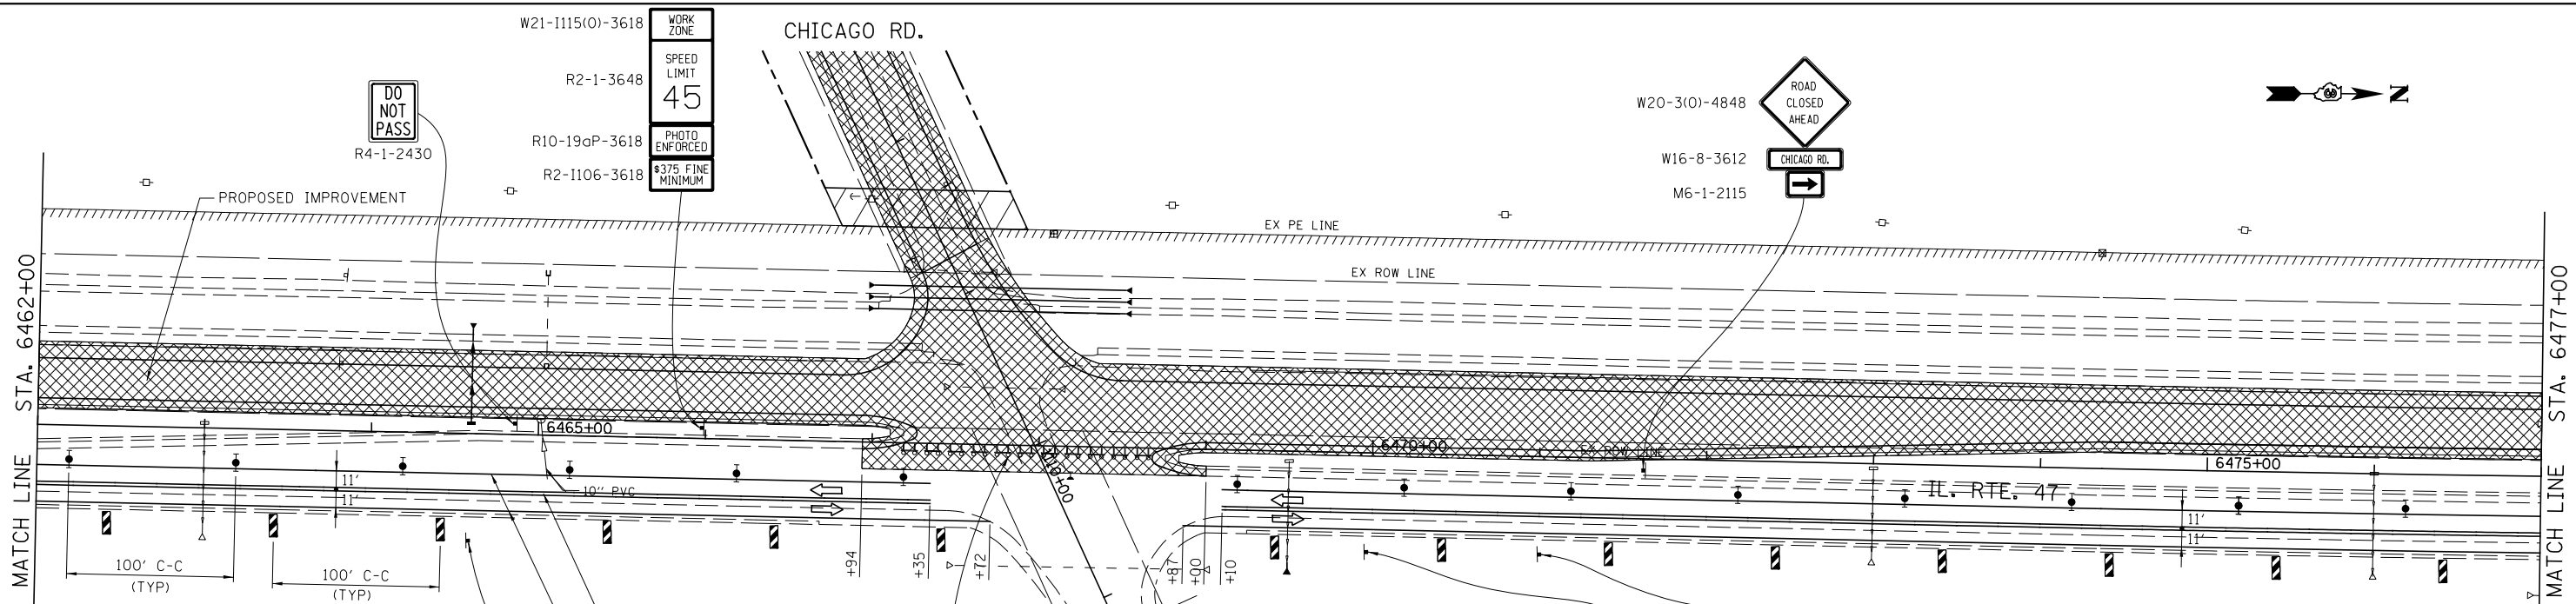 CHICAGO RD.
W21-I115(O)-3618
WORK
ZONE
R2-1-3648
SPEED
LIMIT
45
R10-19aP-3618
PHOTO
ENFORCED
R2-I106-3618
$375 FINE
MINIMUM
DO
NOT
PASS
R4-1-2430
W20-3(O)-4848
ROAD
CLOSED
AHEAD
W16-8-3612
CHICAGO RD.
M6-1-2115
N
PROPOSED IMPROVEMENT
EX PE LINE
EX ROW LINE
MATCH LINE STA. 6462+00
MATCH LINE STA. 6477+00
6465+00
6470+00
EX ROW LINE
6475+00
10+00
IL. RTE. 47
10" PVC
11'
11'
11'
11'
100' C-C
(TYP)
100' C-C
(TYP)
+94
+35
+72
+87
+00
+10